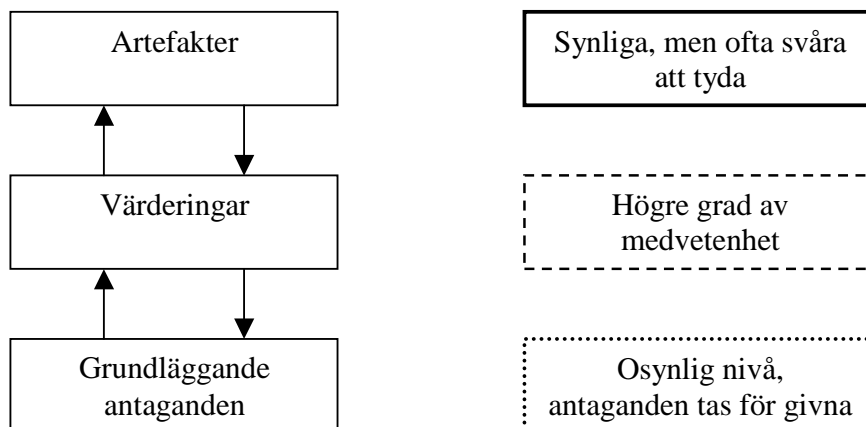 Artefakter
Synliga, men ofta svåra
att tyda
Värderingar
Högre grad av
medvetenhet
Grundläggande
antaganden
Osynlig nivå,
antaganden tas för givna